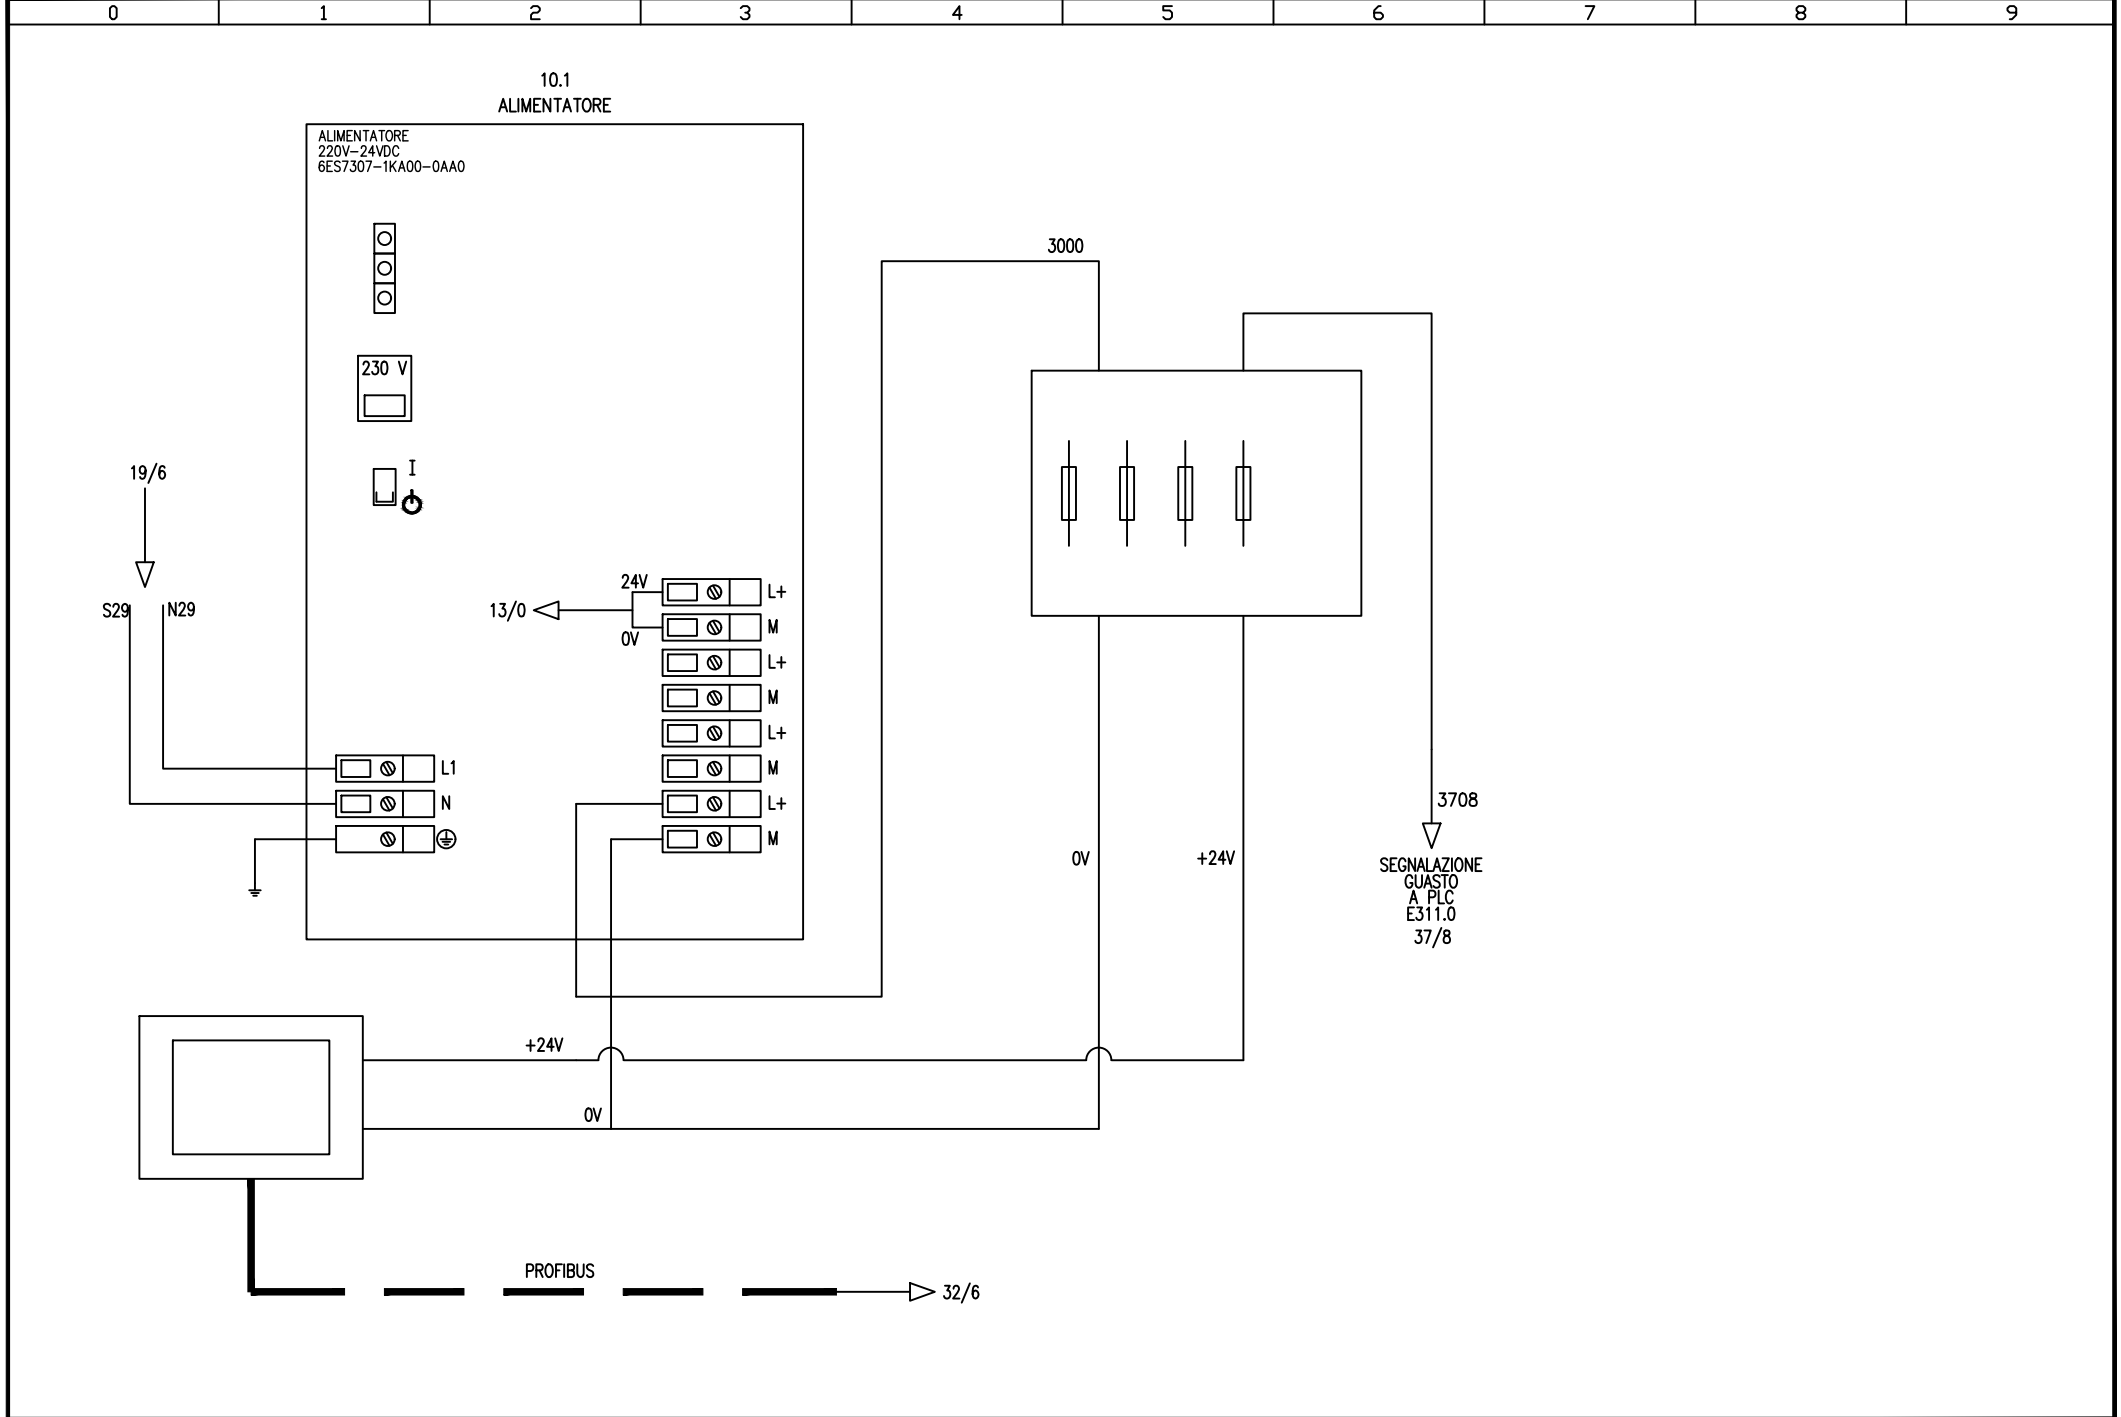 0 1 2 3 4 5 6 7 8 9
10.1
ALIMENTATORE
ALIMENTATORE
220V-24VDC
6ES7307-1KA00-0AA0
3000
230 V
I
19/6
S29 N29
13/0
24V
0V
L+
M
L+
M
L+
M
L+
M
L1
N
3708
0V
+24V
SEGNALAZIONE
GUASTO
A PLC
E311.0
37/8
+24V
0V
PROFIBUS
32/6